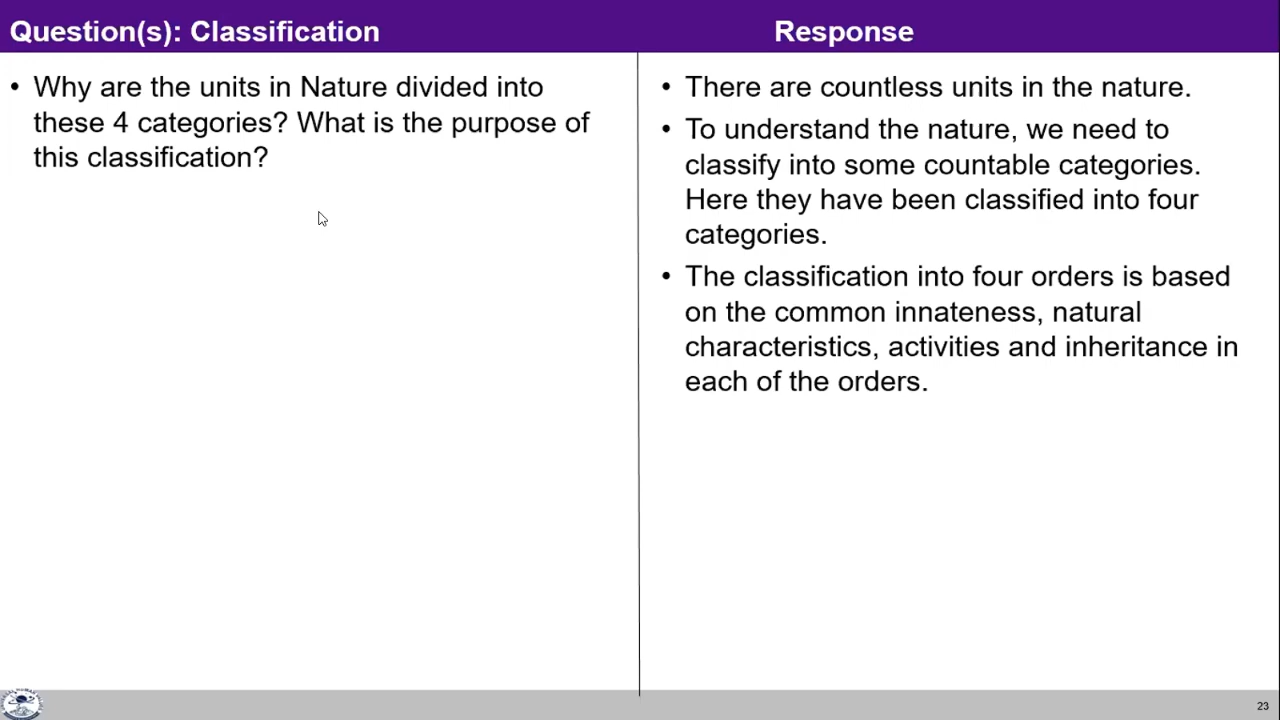 Question(s): Classification
Response
• Why are the units in Nature divided into
these 4 categories? What is the purpose of
this classification?
• There are countless units in the nature.
• To understand the nature, we need to
classify into some countable categories.
Here they have been classified into four
categories.
• The classification into four orders is based
on the common innateness, natural
characteristics, activities and inheritance in
each of the orders.
23